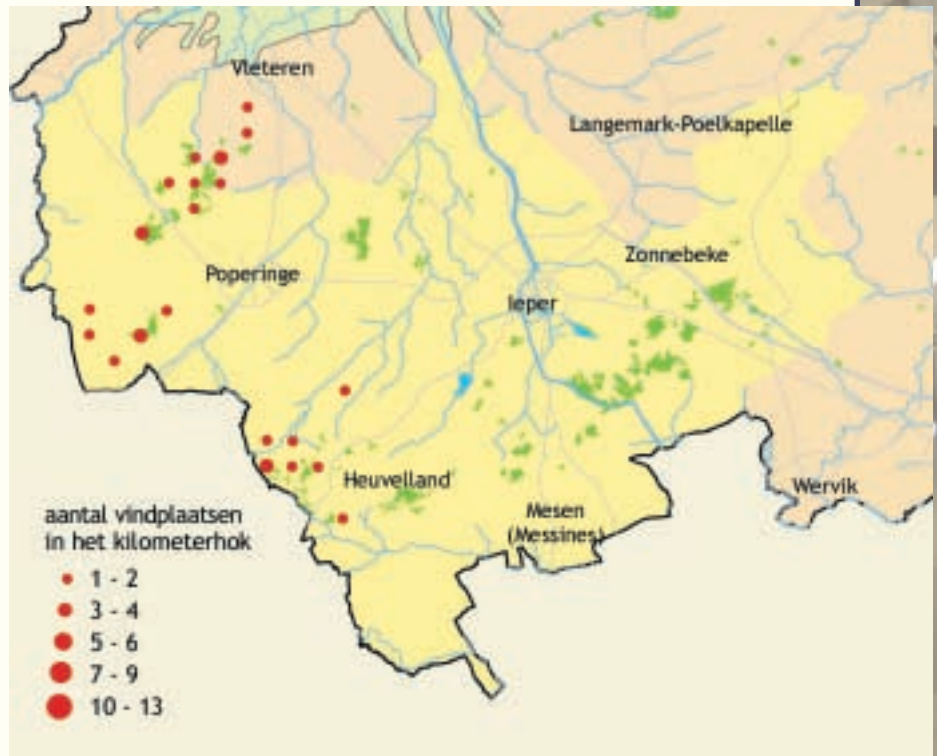 Vleteren
Langemark-Poelkapelle
Zonnebeke
Poperinge
Ieper
Heuvelland
Wervik
Mesen
(Messines)
aantal vindplaatsen
in het kilometerhok
1 - 2
3 - 4
5 - 6
7 - 9
10 - 13